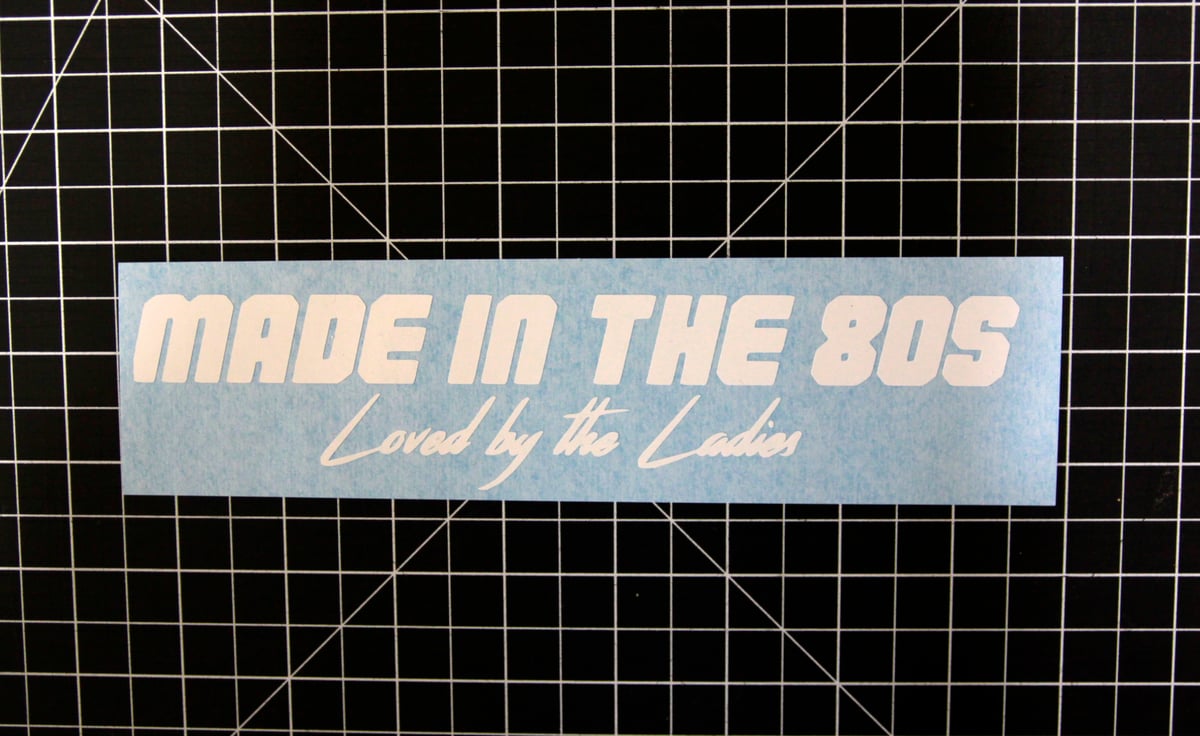 MADE IN THE 80S
Loved by the Ladies